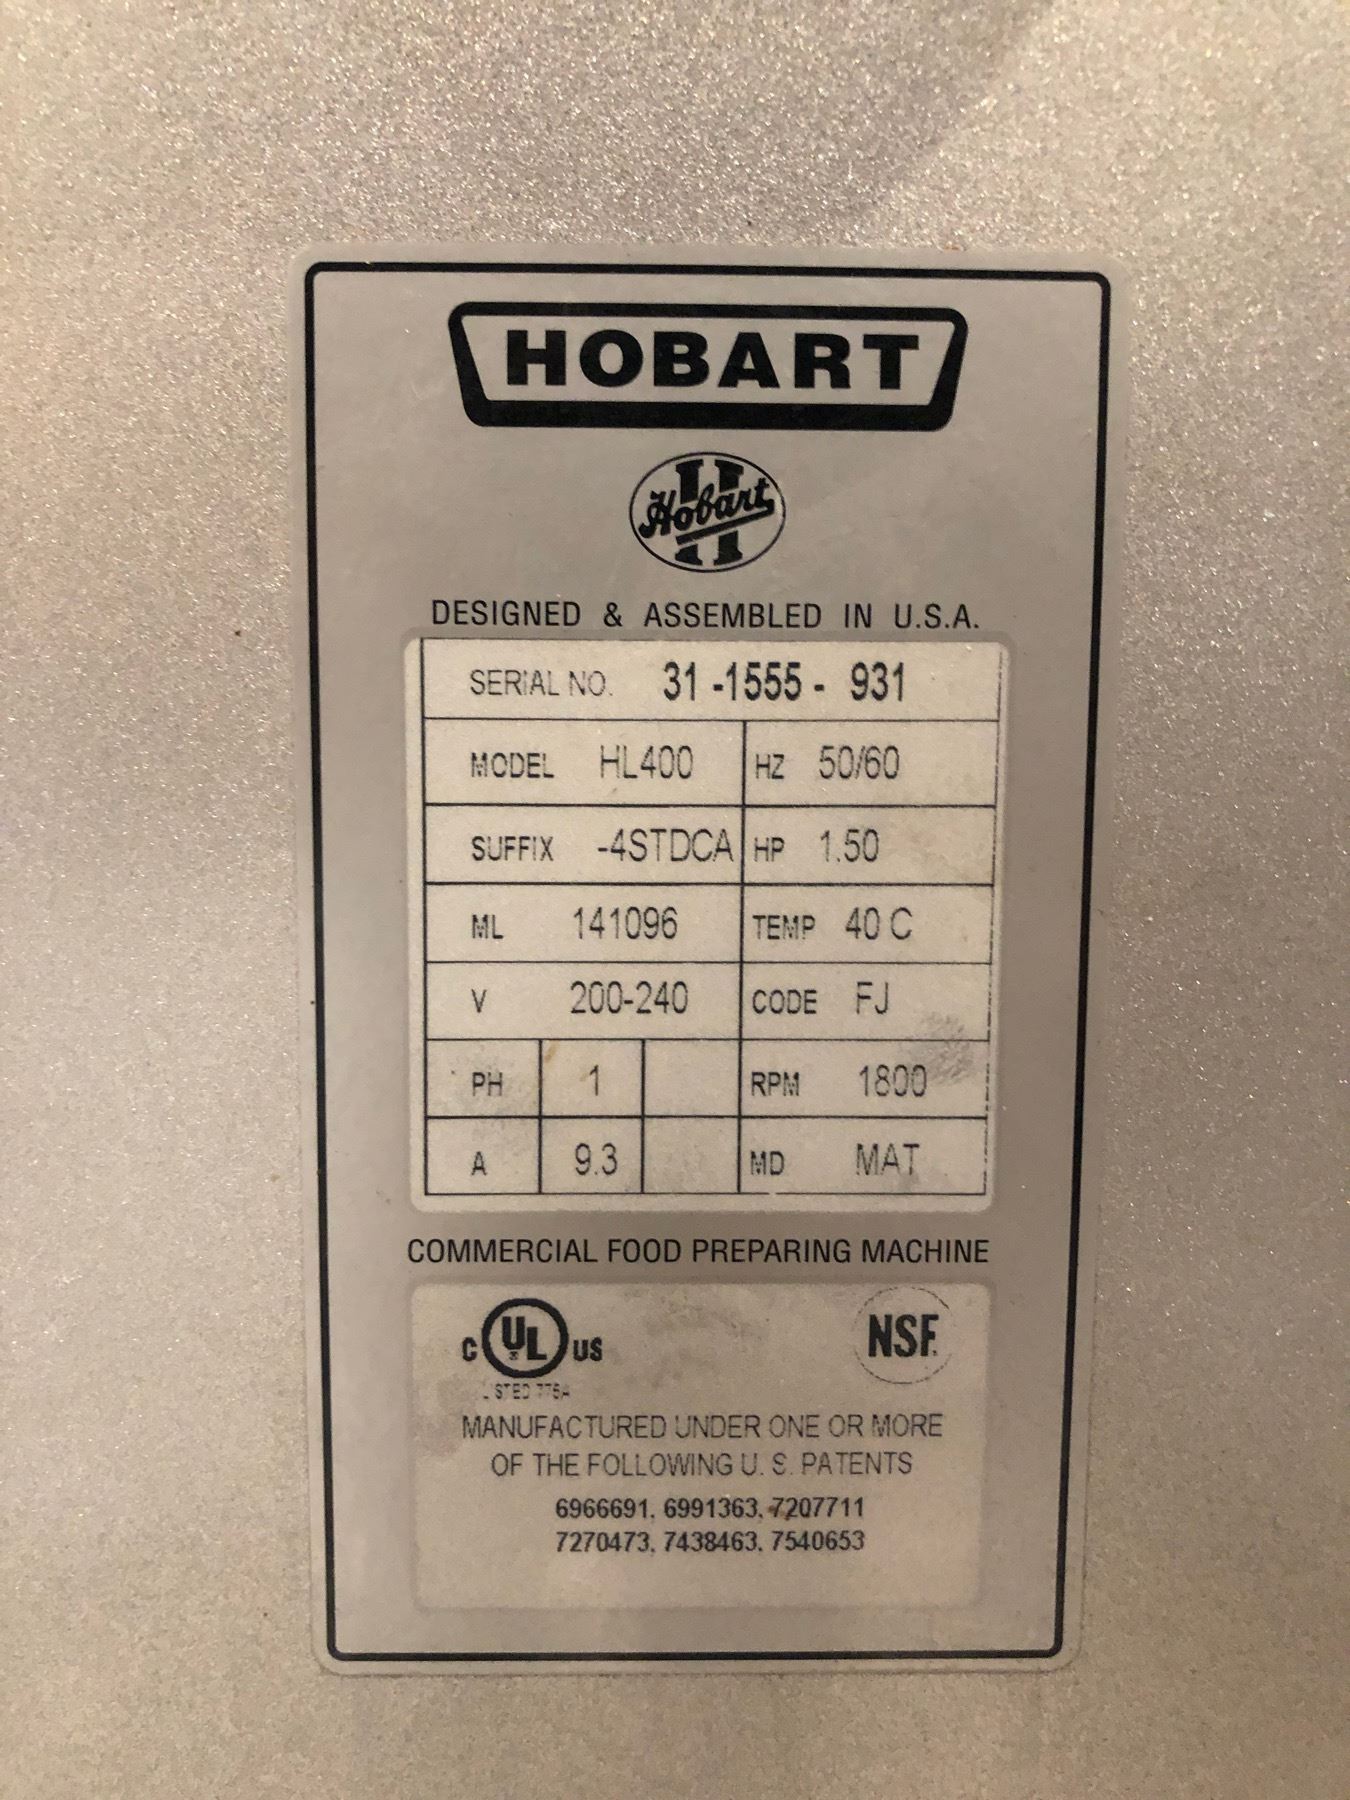 HOBART
Hobart
DESIGNED & ASSEMBLED IN U.S.A.
SERIAL NO. 31 -1555 - 931
MODEL HL400 HZ 50/60
SUFFIX -4STDCA HP 1.50
ML 141096 TEMP 40 C
V 200-240 CODE FJ
PH 1 RPM 1800
A 9.3 MD MAT
COMMERCIAL FOOD PREPARING MACHINE
C UL US NSF.
LISTED 775A
MANUFACTURED UNDER ONE OR MORE
OF THE FOLLOWING U. S. PATENTS
6966691, 6991363, 7207711
7270473, 7438463, 7540653